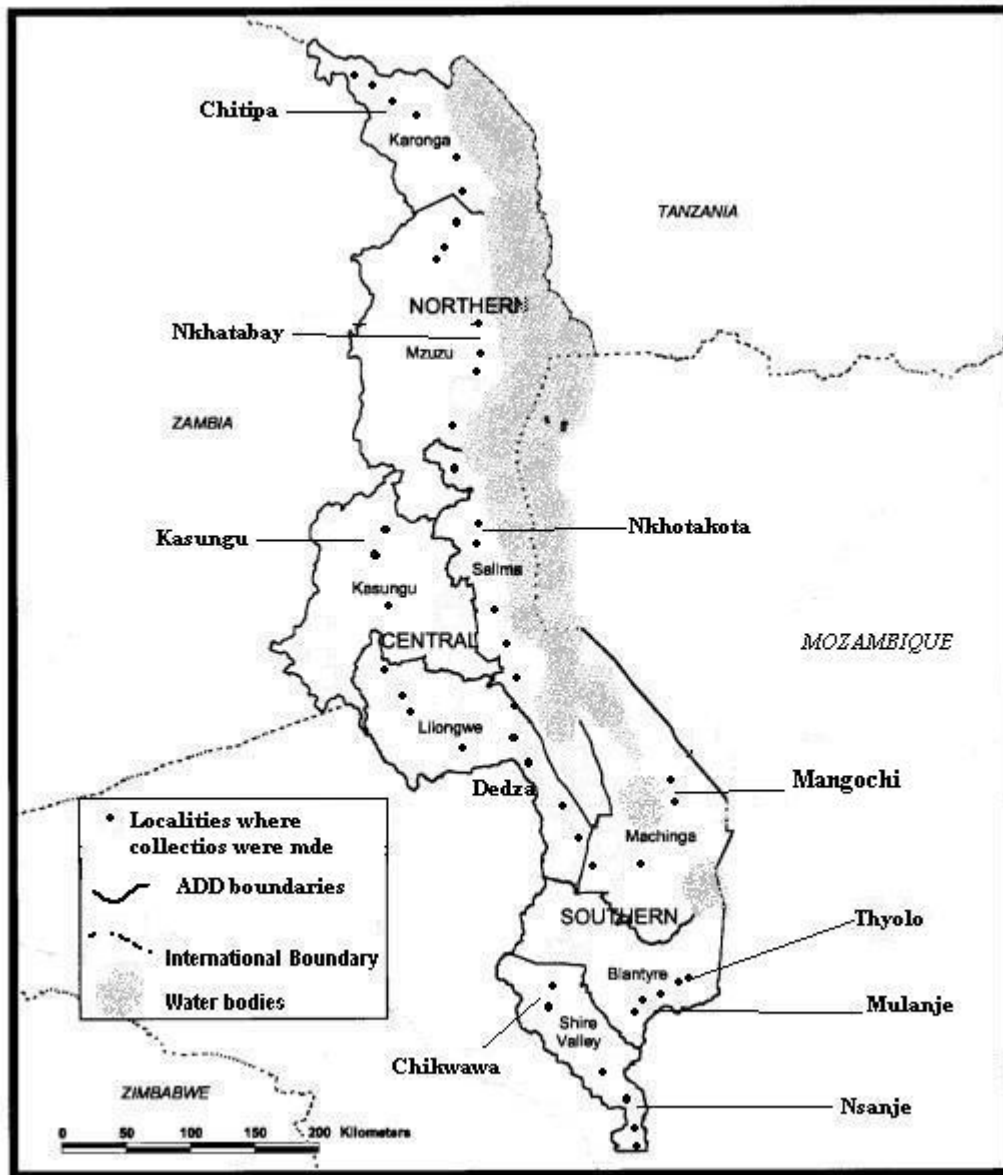 Chitipa
Karonga
TANZANIA
NORTHERN
Nkhatabay
Mzuzu
ZAMBIA
Nkhotakota
Kasungu
Salima
Kasungu
CENTRAL
MOZAMBIQUE
Lilongwe
Mangochi
Dedza
Machinga
Localities where
collectios were mde
ADD boundaries
International Boundary
Water bodies
SOUTHERN
Thyolo
Blantyre
Mulanje
Shire
Valley
Chikwawa
ZIMBABWE
Nsanje
0 50 100 150 200 Kilometers